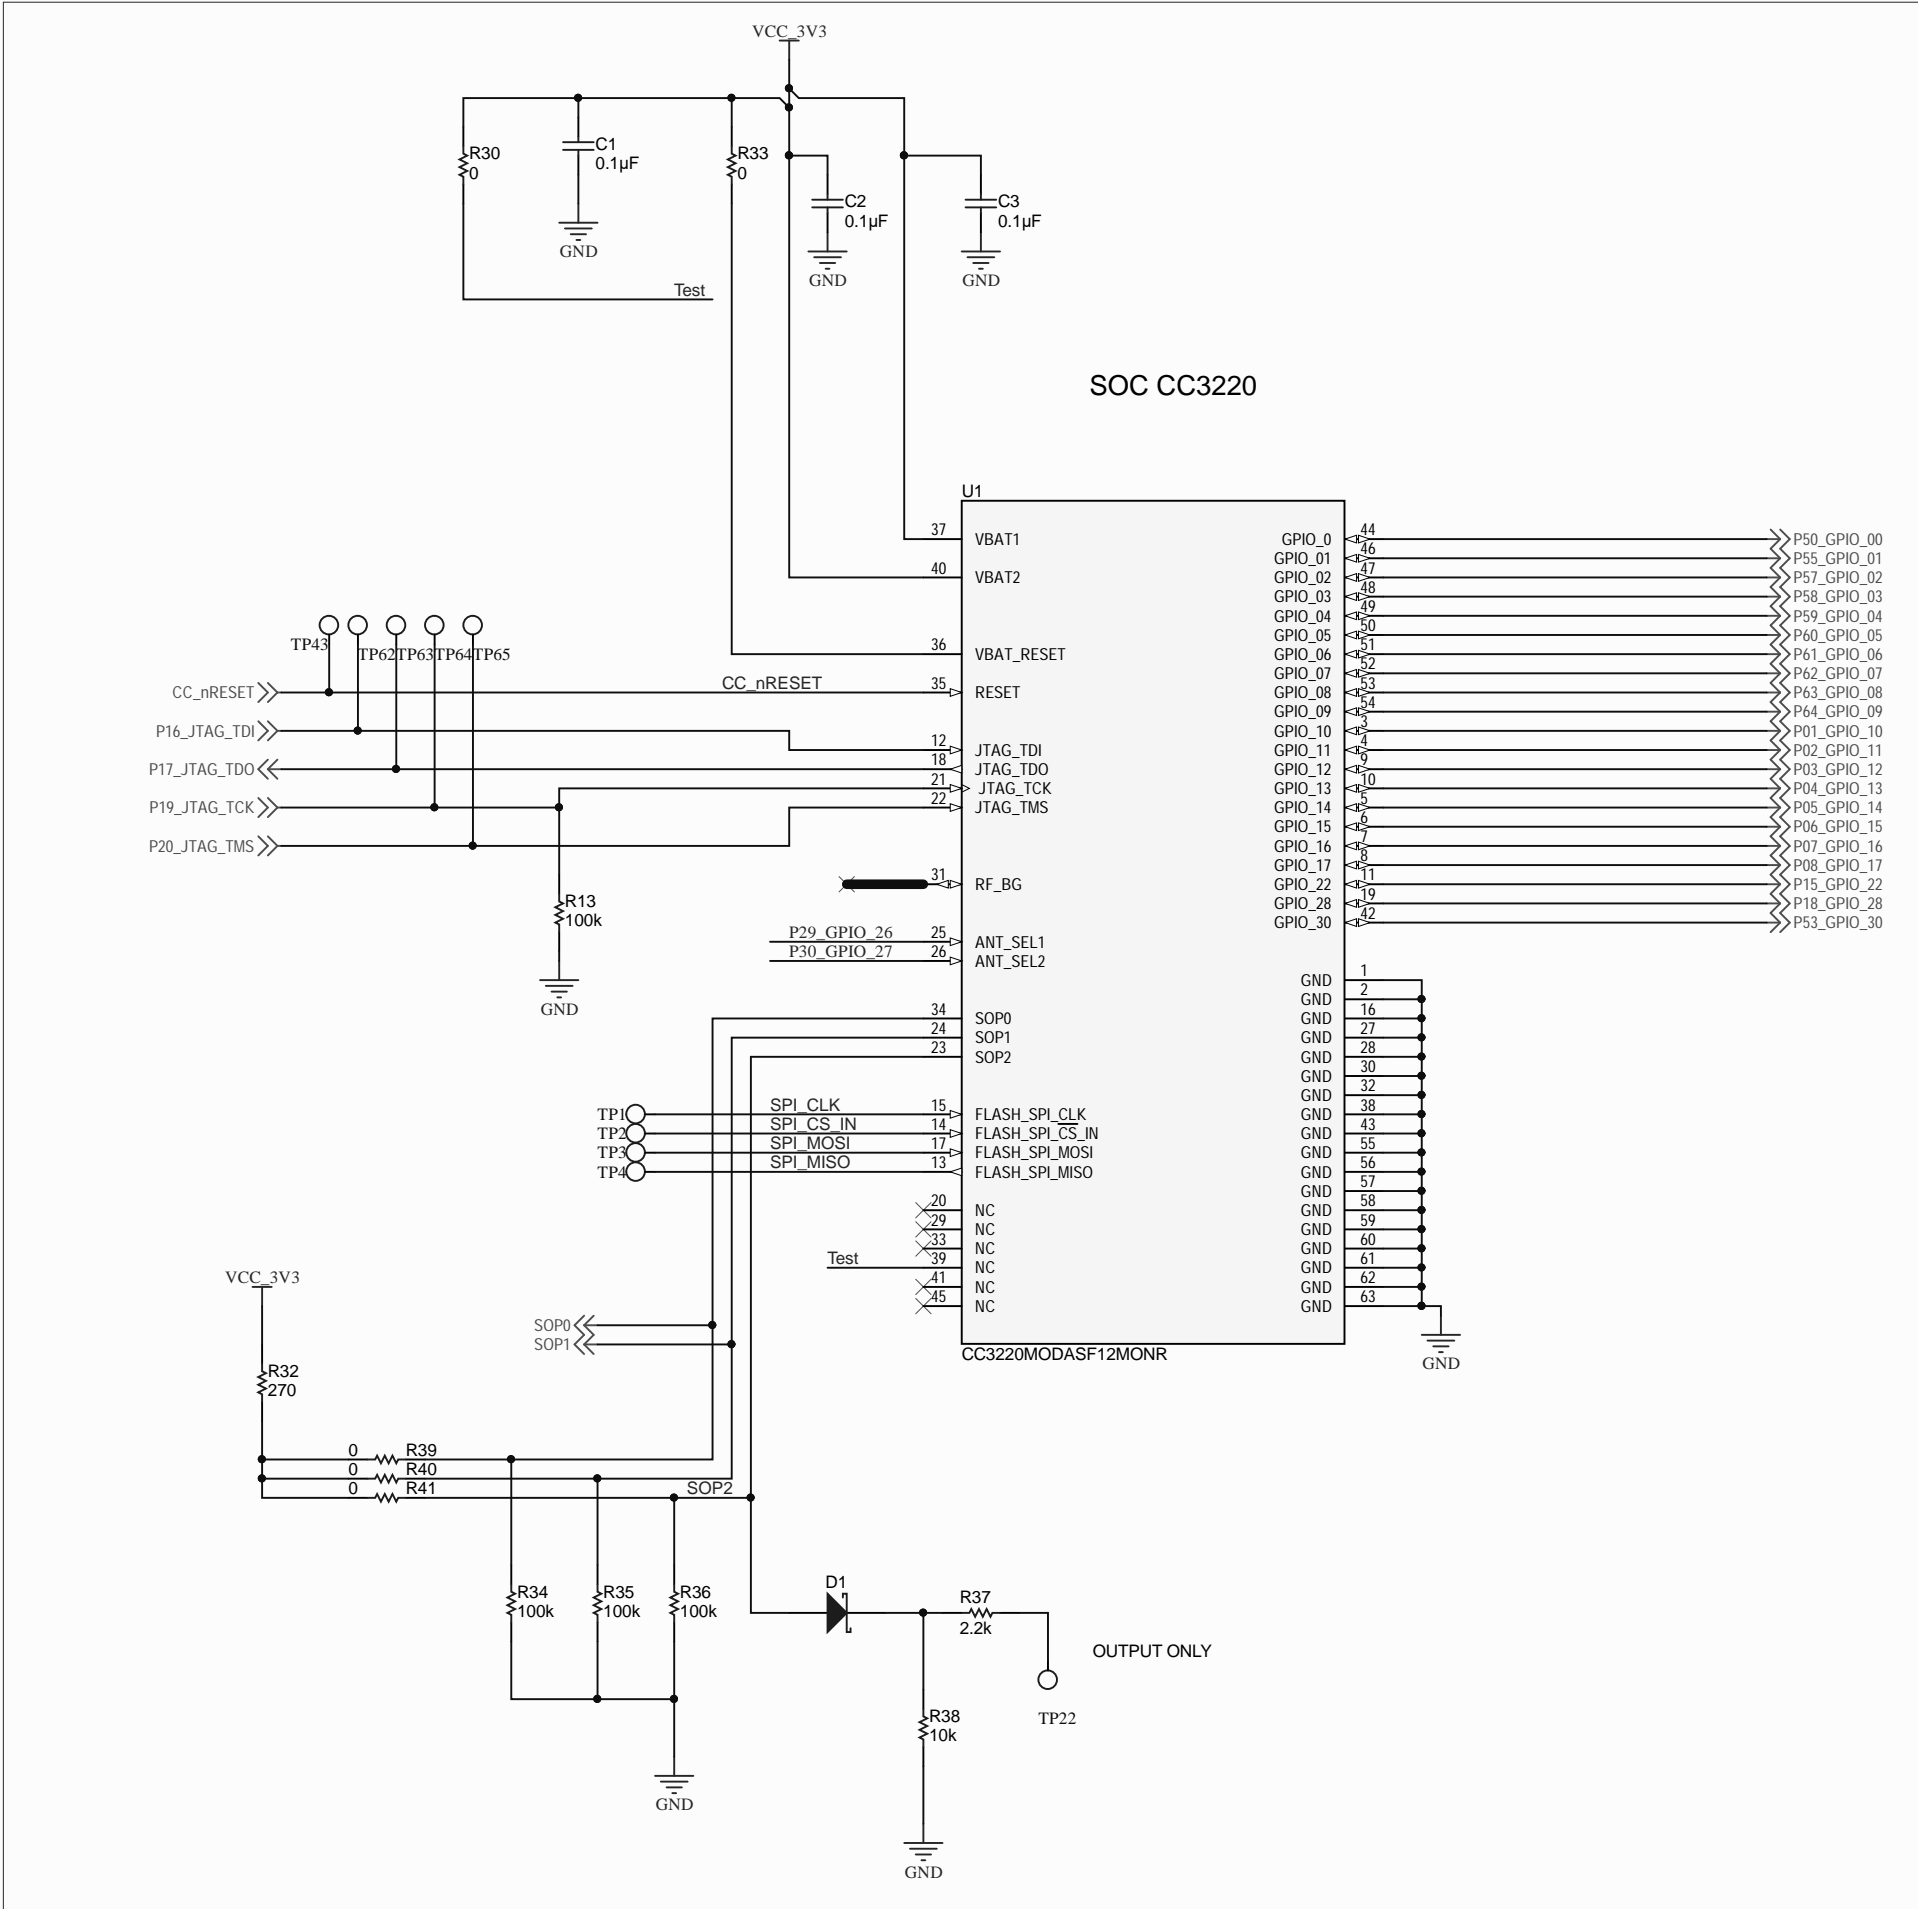 VCC_3V3
R30
0
C1
0.1µF
R33
0
C2
0.1µF
C3
0.1µF
GND
GND
GND
Test
SOC CC3220
U1
37 VBAT1
40 VBAT2
36 VBAT_RESET
CC_nRESET CC_nRESET 35 RESET
TP43 TP62 TP63 TP64 TP65
P16_JTAG_TDI 12 JTAG_TDI
P17_JTAG_TDO 18 JTAG_TDO
P19_JTAG_TCK 21 JTAG_TCK
P20_JTAG_TMS 22 JTAG_TMS
31 RF_BG
R13
100k
GND
P29_GPIO_26 25 ANT_SEL1
P30_GPIO_27 26 ANT_SEL2
34 SOP0
24 SOP1
23 SOP2
TP1 SPI_CLK 15 FLASH_SPI_CLK
TP2 SPI_CS_IN 14 FLASH_SPI_CS_IN
TP3 SPI_MOSI 17 FLASH_SPI_MOSI
TP4 SPI_MISO 13 FLASH_SPI_MISO
20 NC
29 NC
33 NC
Test 39 NC
41 NC
45 NC
GPIO_0 44 P50_GPIO_00
GPIO_01 46 P55_GPIO_01
GPIO_02 47 P57_GPIO_02
GPIO_03 48 P58_GPIO_03
GPIO_04 49 P59_GPIO_04
GPIO_05 50 P60_GPIO_05
GPIO_06 51 P61_GPIO_06
GPIO_07 52 P62_GPIO_07
GPIO_08 53 P63_GPIO_08
GPIO_09 54 P64_GPIO_09
GPIO_10 3 P01_GPIO_10
GPIO_11 4 P02_GPIO_11
GPIO_12 9 P03_GPIO_12
GPIO_13 10 P04_GPIO_13
GPIO_14 5 P05_GPIO_14
GPIO_15 6 P06_GPIO_15
GPIO_16 7 P07_GPIO_16
GPIO_17 8 P08_GPIO_17
GPIO_22 11 P15_GPIO_22
GPIO_28 19 P18_GPIO_28
GPIO_30 42 P53_GPIO_30
GND 1
GND 2
GND 16
GND 27
GND 28
GND 30
GND 32
GND 38
GND 43
GND 55
GND 56
GND 57
GND 58
GND 59
GND 60
GND 61
GND 62
GND 63
GND
CC3220MODASF12MONR
VCC_3V3
SOP0
SOP1
R32
270
0 R39
0 R40
0 R41 SOP2
R34
100k
R35
100k
R36
100k
GND
D1
R37
2.2k
OUTPUT ONLY
TP22
R38
10k
GND